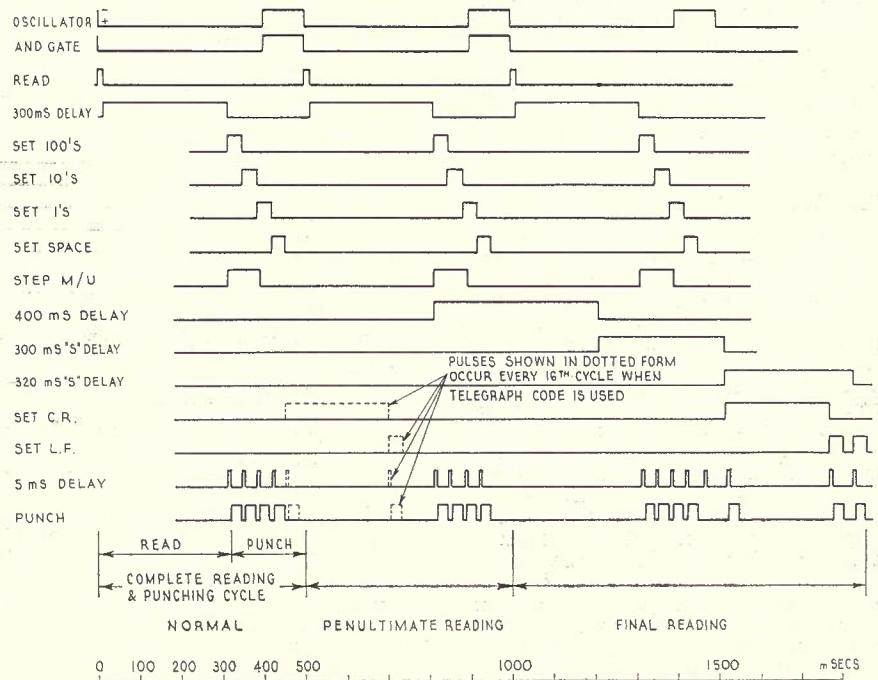 OSCILLATOR - +
AND GATE
READ
300mS DELAY
SET 100'S
SET 10'S
SET 1'S
SET SPACE
STEP M/U
400 mS DELAY
300 mS "S" DELAY
320 mS "S" DELAY
PULSES SHOWN IN DOTTED FORM
OCCUR EVERY 16TH CYCLE WHEN
TELEGRAPH CODE IS USED
SET C.R.
SET L.F.
5 mS DELAY
PUNCH
READ PUNCH
COMPLETE READING
& PUNCHING CYCLE
NORMAL PENULTIMATE READING FINAL READING
0 100 200 300 400 500 1000 1500 mSECS